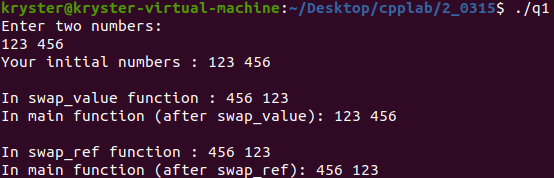 kryster@kryster-virtual-machine:~/Desktop/cpplab/2_0315$ ./q1
Enter two numbers:
123 456
Your initial numbers : 123 456

In swap_value function : 456 123
In main function (after swap_value): 123 456

In swap_ref function : 456 123
In main function (after swap_ref): 456 123